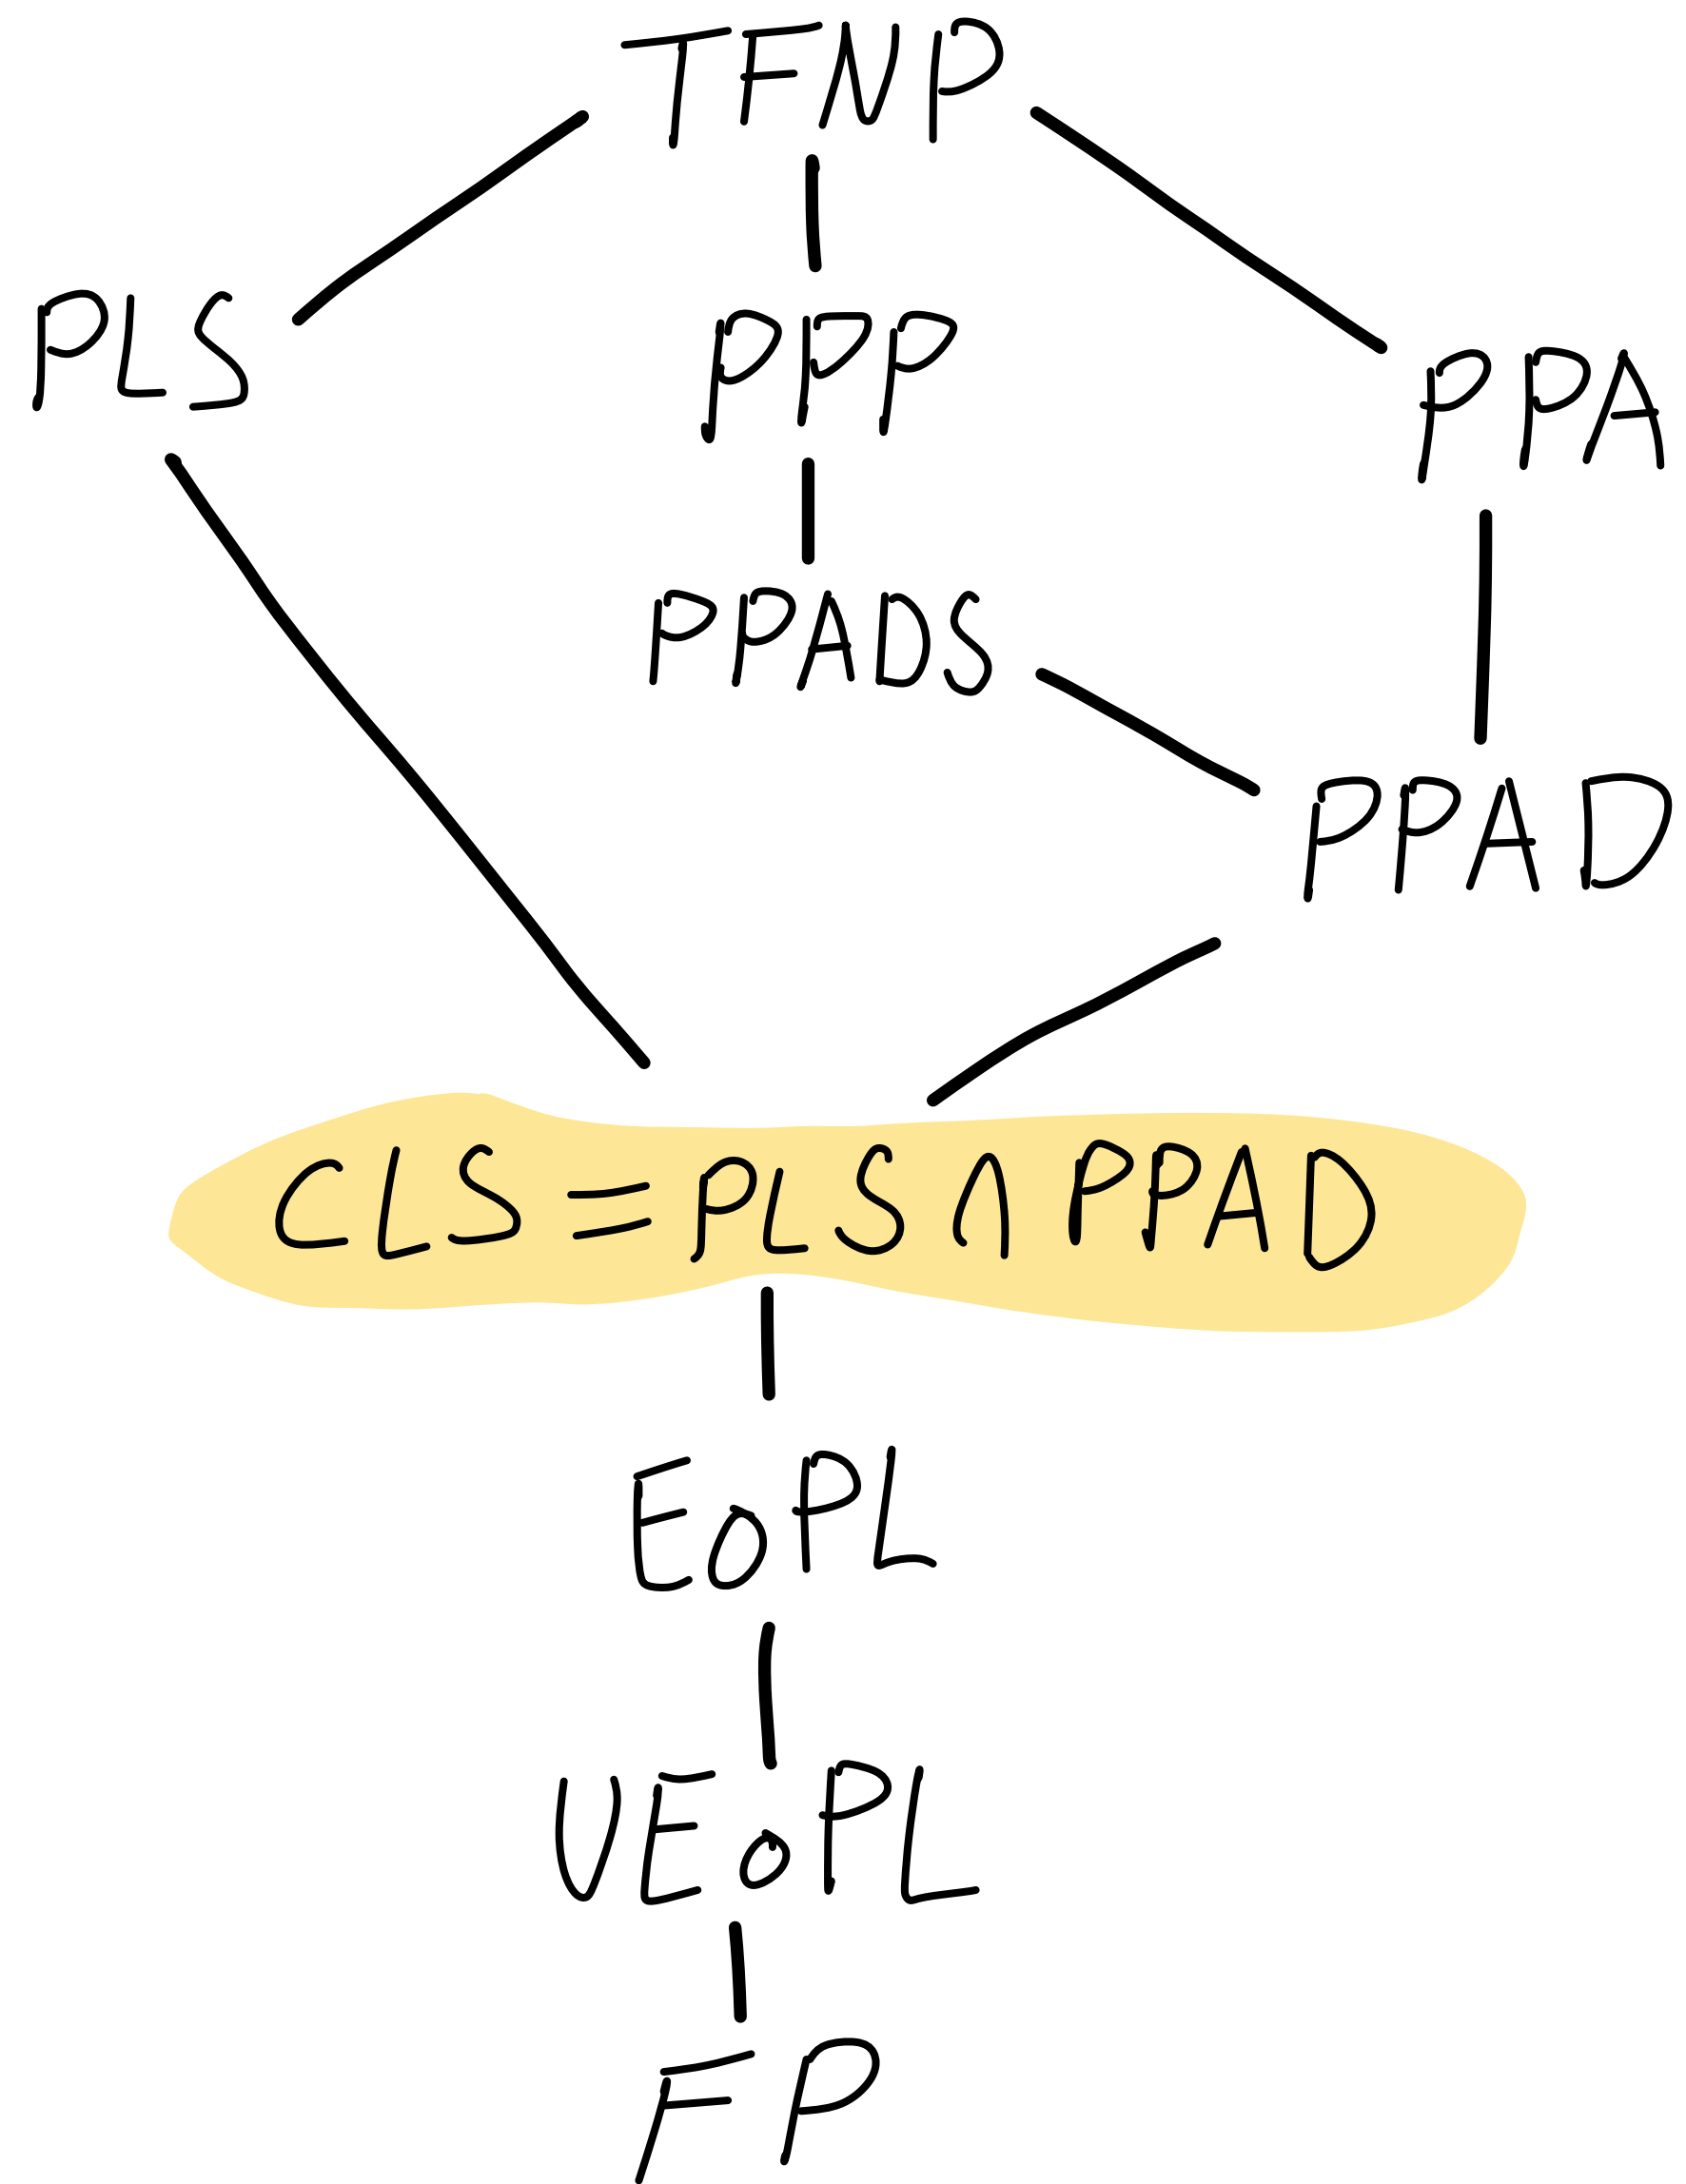 TFNP
PLS
PPP
PPA
PPADS
PPAD
CLS = PLS ∩ PPAD
EoPL
UEoPL
FP